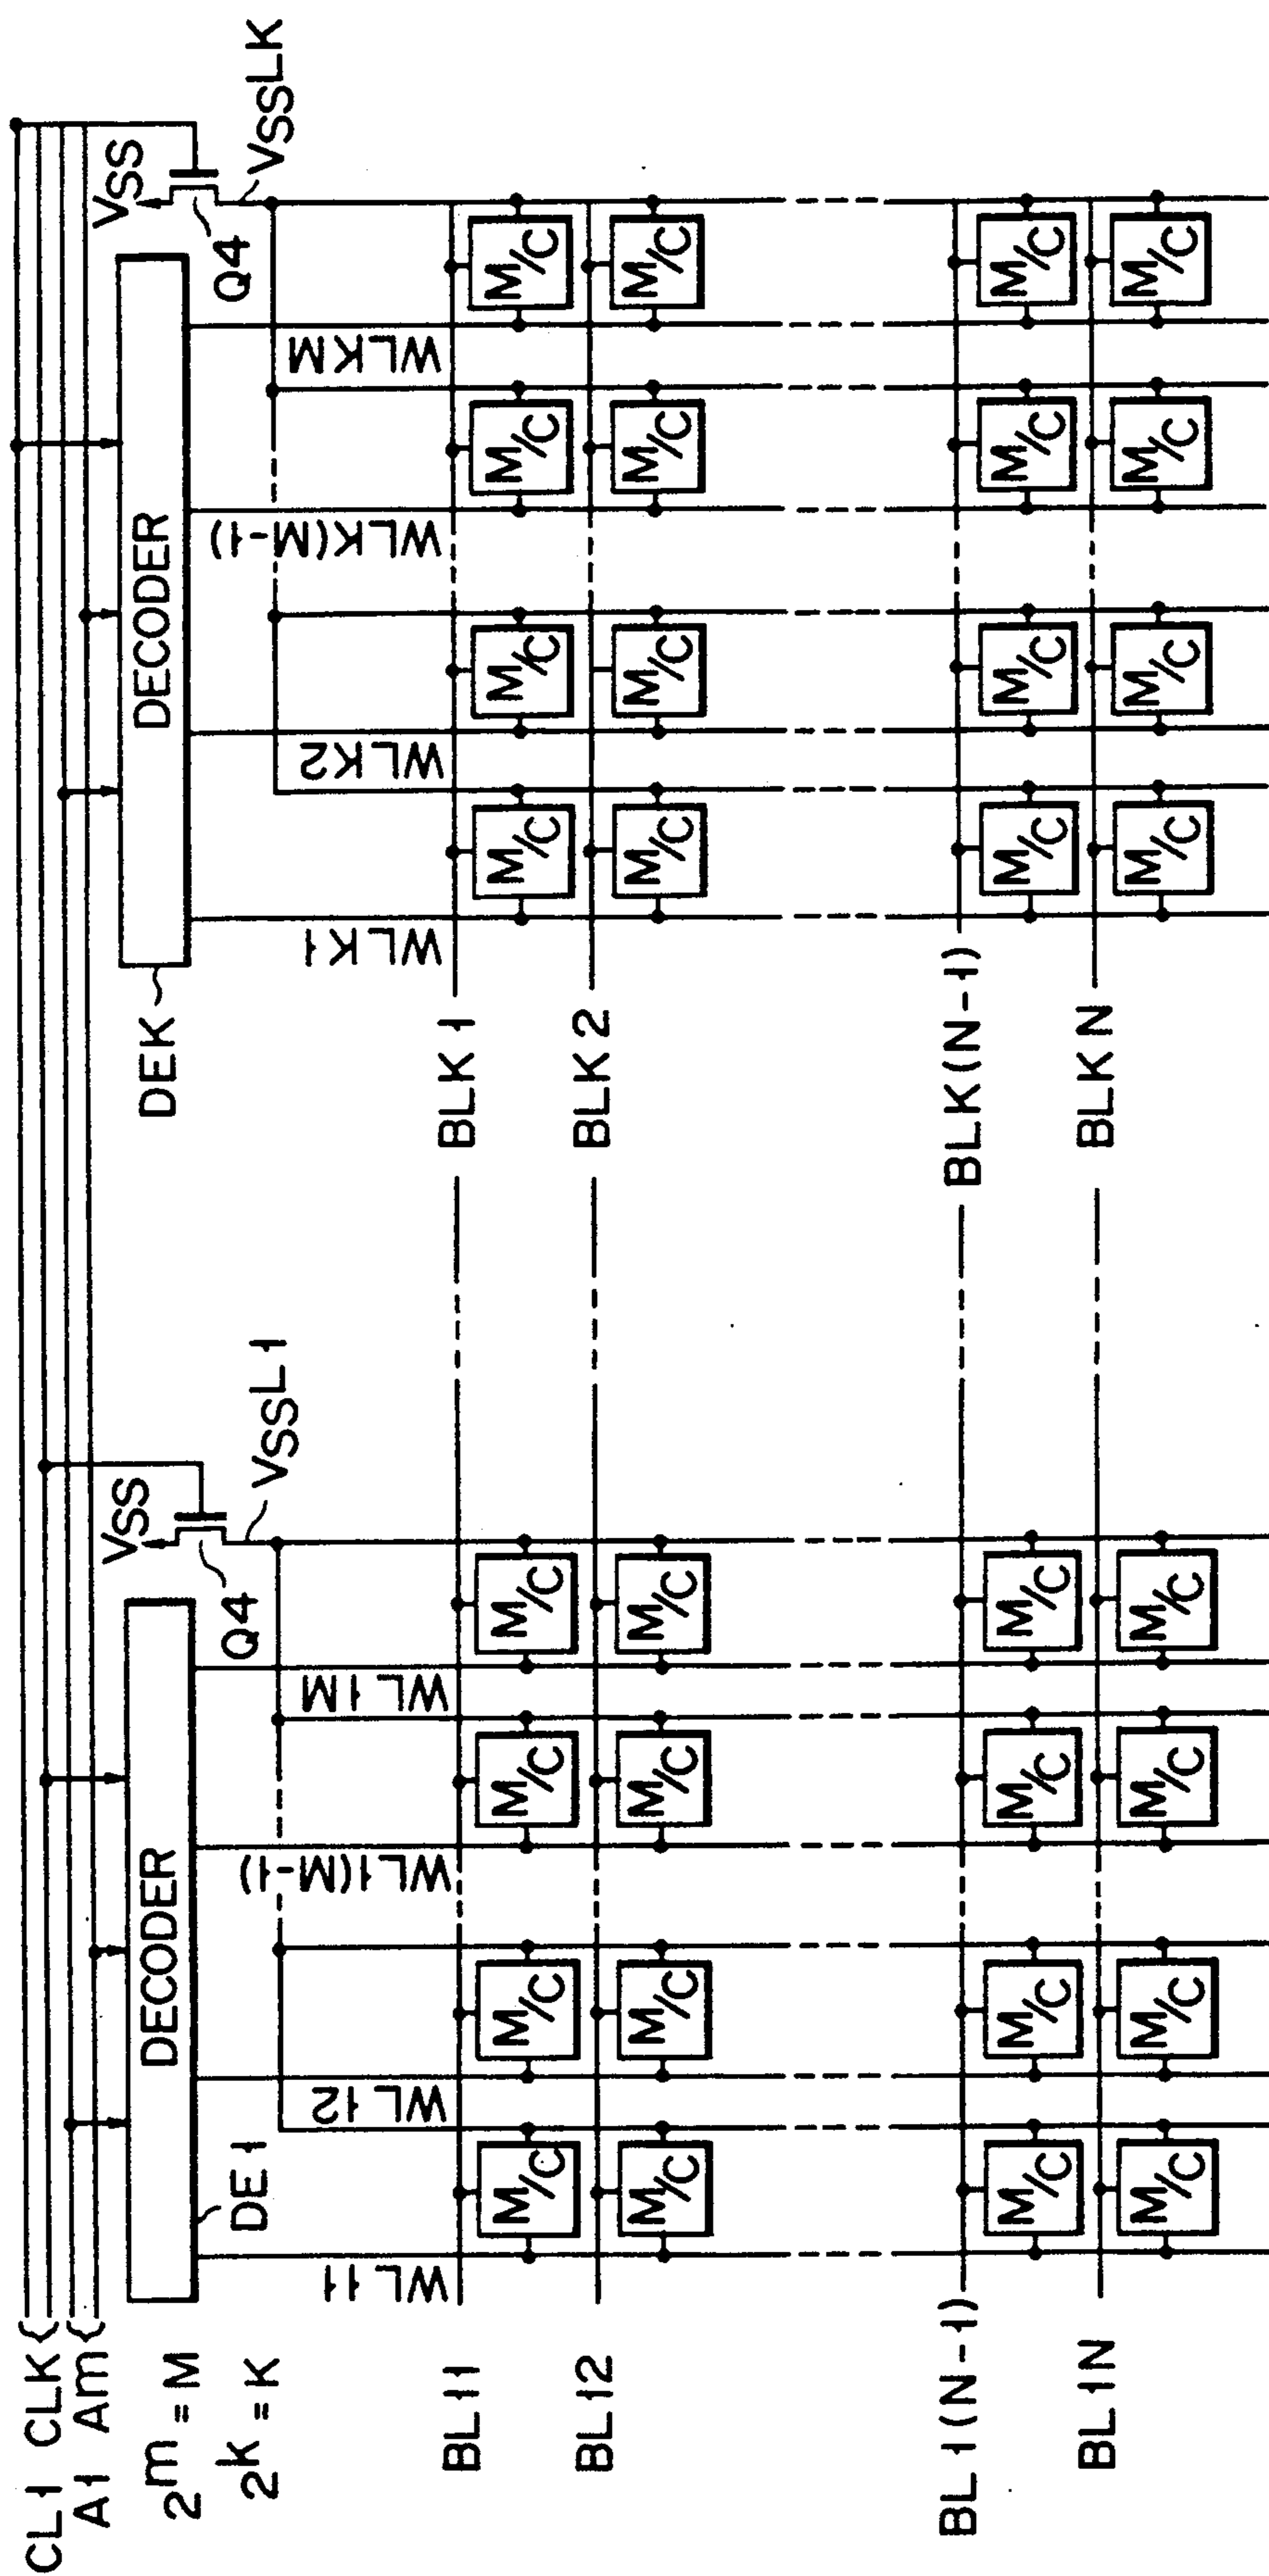 CL1 CLK {
A1 Am {
2^m = M
2^k = K
DECODER
DE1
Q4
VSS
VSSL1
DECODER
DEK
Q4
VSS
VSSLK
WL11
WL12
WL1(M-1)
WL1M
WLK1
WLK2
WLK(M-1)
WLKM
BL11
M/C M/C M/C M/C
BLK1
M/C M/C M/C M/C
BL12
M/C M/C M/C M/C
BLK2
M/C M/C M/C M/C
BL1(N-1)
M/C M/C M/C M/C
BLK(N-1)
M/C M/C M/C M/C
BL1N
M/C M/C M/C M/C
BLKN
M/C M/C M/C M/C